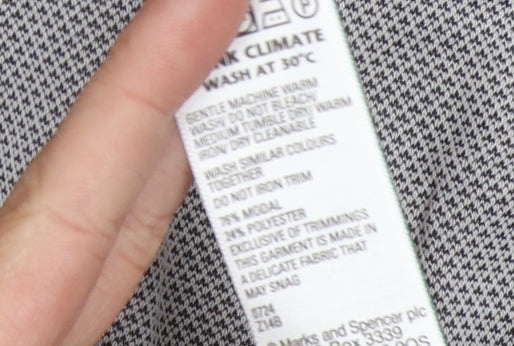 NK CLIMATE
WASH AT 30°C
GENTLE MACHINE WARM
WASH/ DO NOT BLEACH/
MEDIUM TUMBLE DRY/ WARM
IRON/ DRY CLEANABLE
WASH SIMILAR COLOURS
TOGETHER
DO NOT IRON TRIM
76% MODAL
24% POLYESTER
EXCLUSIVE OF TRIMMINGS
THIS GARMENT IS MADE IN
A DELICATE FABRIC THAT
MAY SNAG
0724
Z14B
Marks and Spencer plc
Box 3339